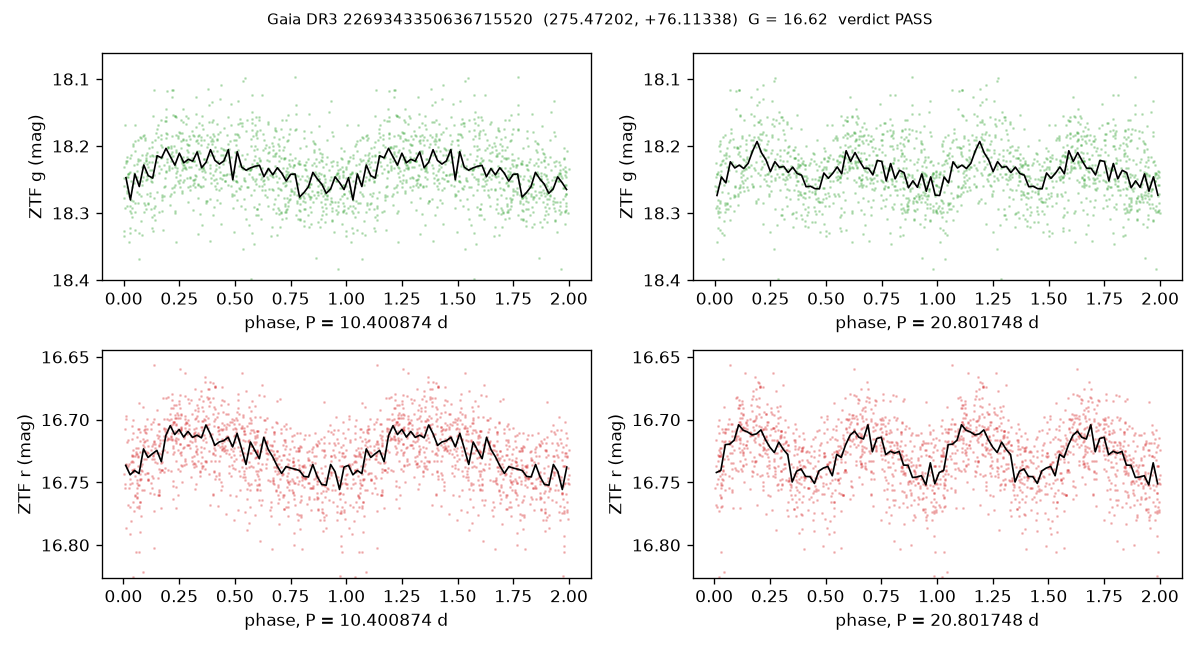 Gaia DR3 2269343350636715520 (275.47202, +76.11338) G = 16.62 verdict PASS
ZTF g (mag)
18.1
18.2
18.3
18.4
0.00 0.25 0.50 0.75 1.00 1.25 1.50 1.75 2.00
phase, P = 10.400874 d
ZTF g (mag)
18.1
18.2
18.3
18.4
0.00 0.25 0.50 0.75 1.00 1.25 1.50 1.75 2.00
phase, P = 20.801748 d
ZTF r (mag)
16.65
16.70
16.75
16.80
0.00 0.25 0.50 0.75 1.00 1.25 1.50 1.75 2.00
phase, P = 10.400874 d
ZTF r (mag)
16.65
16.70
16.75
16.80
0.00 0.25 0.50 0.75 1.00 1.25 1.50 1.75 2.00
phase, P = 20.801748 d